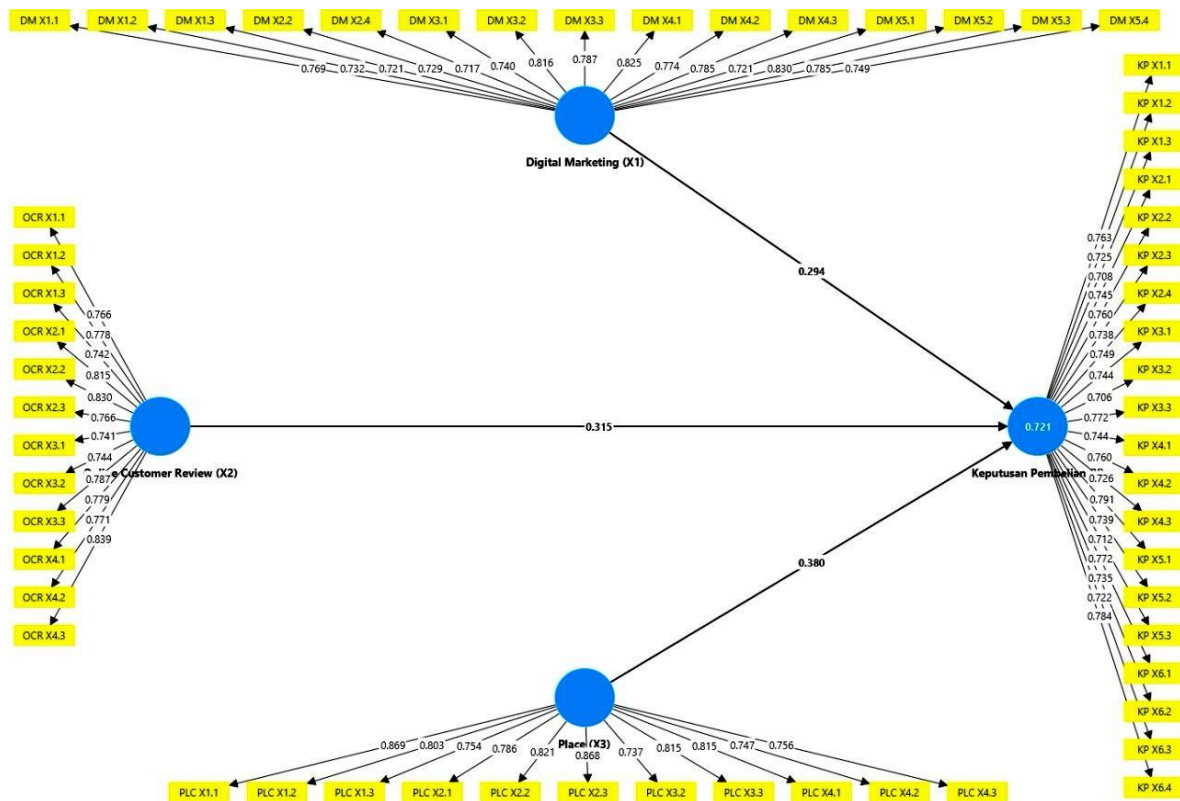 DM X1.1 DM X1.2 DM X1.3 DM X2.2 DM X2.4 DM X3.1 DM X3.2 DM X3.3 DM X4.1 DM X4.2 DM X4.3 DM X5.1 DM X5.2 DM X5.3 DM X5.4
0.769 0.732 0.721 0.729 0.717 0.740 0.816 0.787 0.825 0.774 0.785 0.721 0.830 0.785 0.749
Digital Marketing (X1)
OCR X1.1
OCR X1.2
OCR X1.3
OCR X2.1
OCR X2.2
OCR X2.3
OCR X3.1
OCR X3.2
OCR X3.3
OCR X4.1
OCR X4.2
OCR X4.3
0.766
0.778
0.742
0.815
0.830
0.766
0.741
0.744
0.787
0.779
0.771
0.839
Customer Review (X2)
0.294
0.315
0.380
0.721
Keputusan Pembelian
0.763
0.725
0.708
0.745
0.760
0.738
0.749
0.744
0.706
0.772
0.744
0.760
0.726
0.791
0.739
0.712
0.772
0.735
0.722
0.784
KP X1.1
KP X1.2
KP X1.3
KP X2.1
KP X2.2
KP X2.3
KP X2.4
KP X3.1
KP X3.2
KP X3.3
KP X4.1
KP X4.2
KP X4.3
KP X5.1
KP X5.2
KP X5.3
KP X6.1
KP X6.2
KP X6.3
KP X6.4
Place (X3)
0.869 0.803 0.754 0.786 0.821 0.868 0.737 0.815 0.815 0.747 0.756
PLC X1.1 PLC X1.2 PLC X1.3 PLC X2.1 PLC X2.2 PLC X2.3 PLC X3.2 PLC X3.3 PLC X4.1 PLC X4.2 PLC X4.3